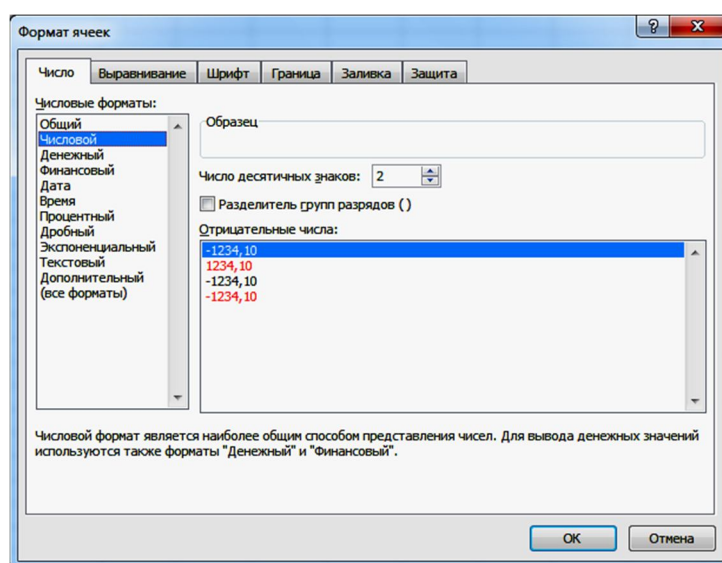 Формат ячеек
Число Выравнивание Шрифт Граница Заливка Защита
Числовые форматы:
Общий
Числовой
Денежный
Финансовый
Дата
Время
Процентный
Дробный
Экспоненциальный
Текстовый
Дополнительный
(все форматы)
Образец
Число десятичных знаков: 2
Разделитель групп разрядов ( )
Отрицательные числа:
-1234,10
1234,10
-1234,10
-1234,10
Числовой формат является наиболее общим способом представления чисел. Для вывода денежных значений
используются также форматы "Денежный" и "Финансовый".
ОК Отмена